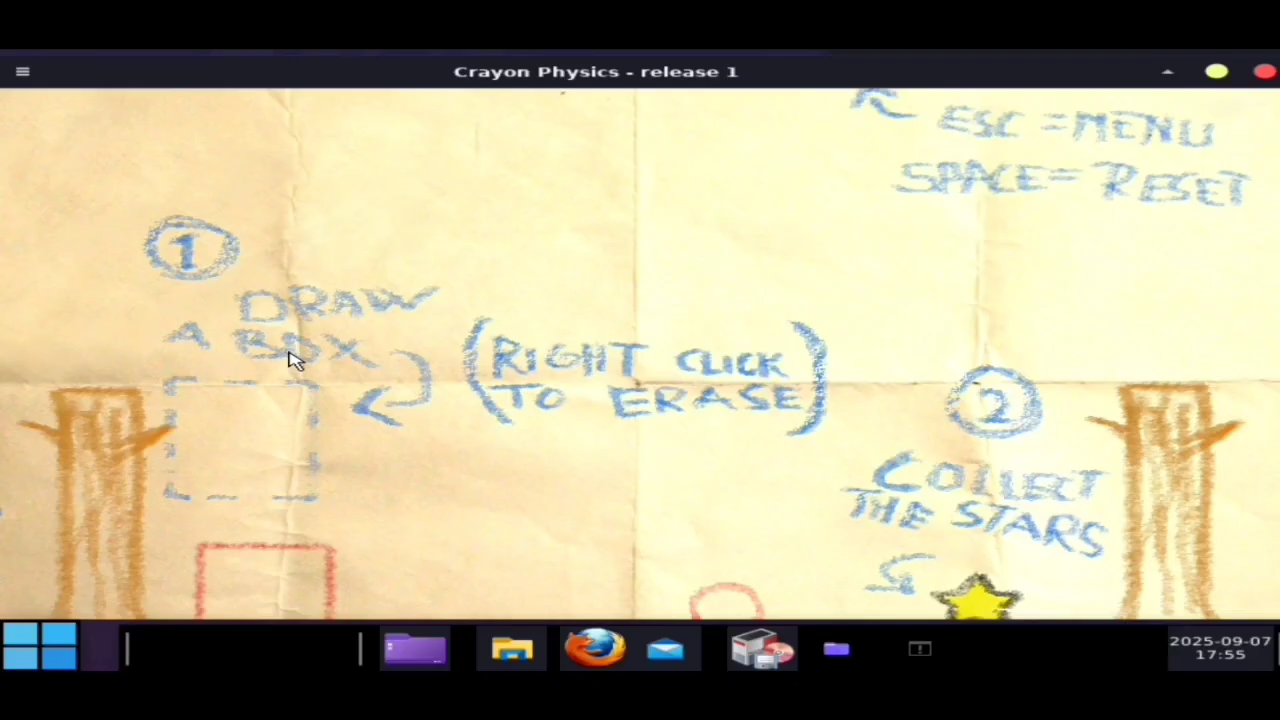 Crayon Physics - release 1
ESC = MENU
SPACE = RESET
1
DRAW
A BOX
(RIGHT CLICK
TO ERASE)
2
COLLECT
THE STARS
2025-09-07
17:55